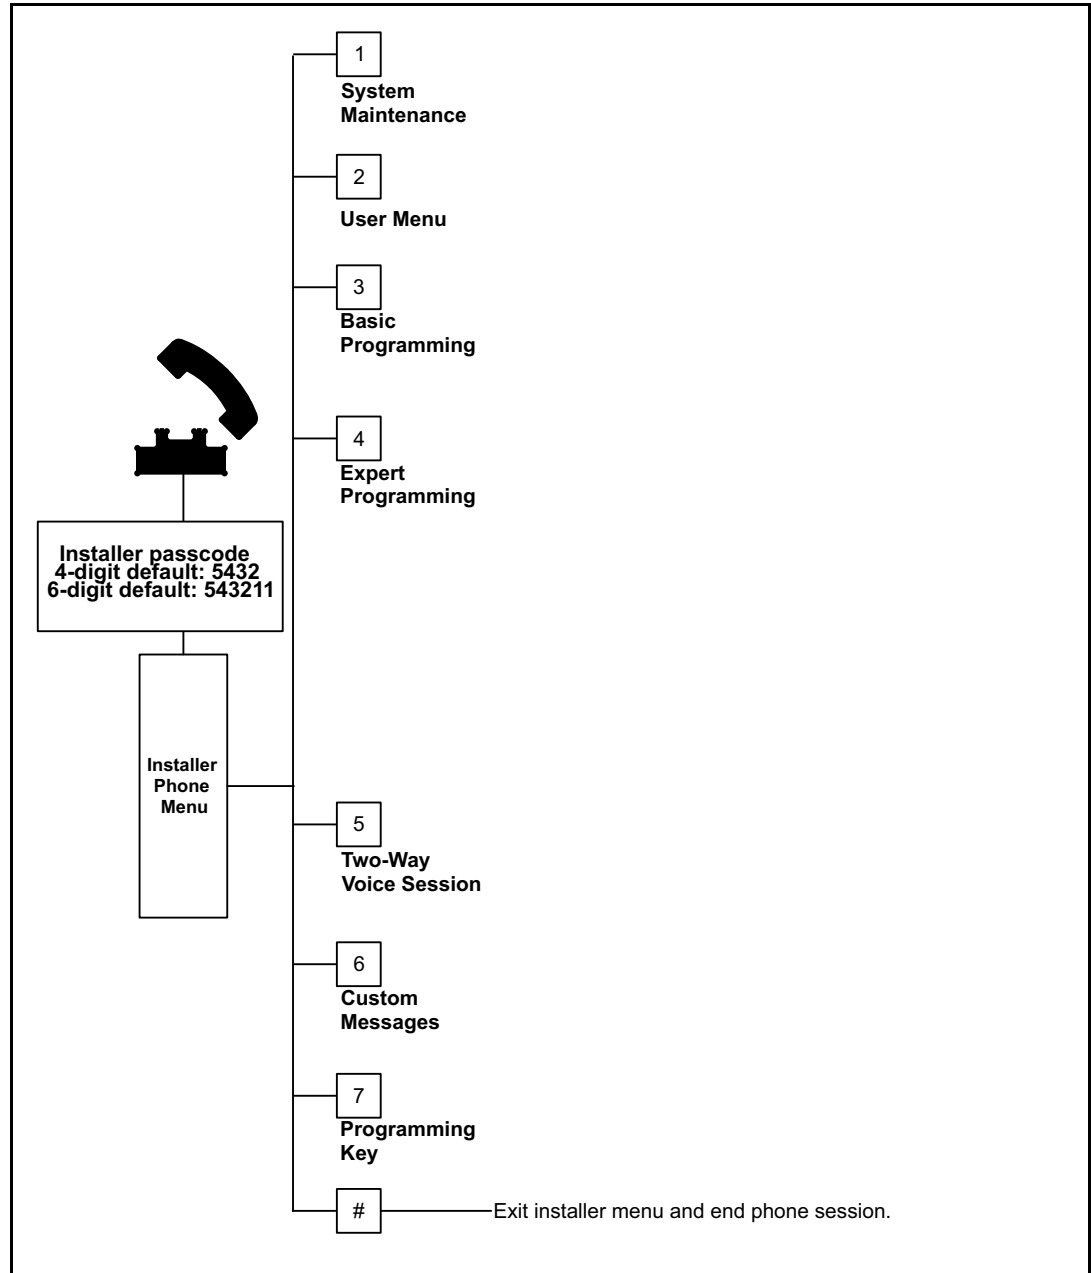 1
System
Maintenance
2
User Menu
3
Basic
Programming
4
Expert
Programming
Installer passcode
4-digit default: 5432
6-digit default: 543211
Installer
Phone
Menu
5
Two-Way
Voice Session
6
Custom
Messages
7
Programming
Key
#
Exit installer menu and end phone session.